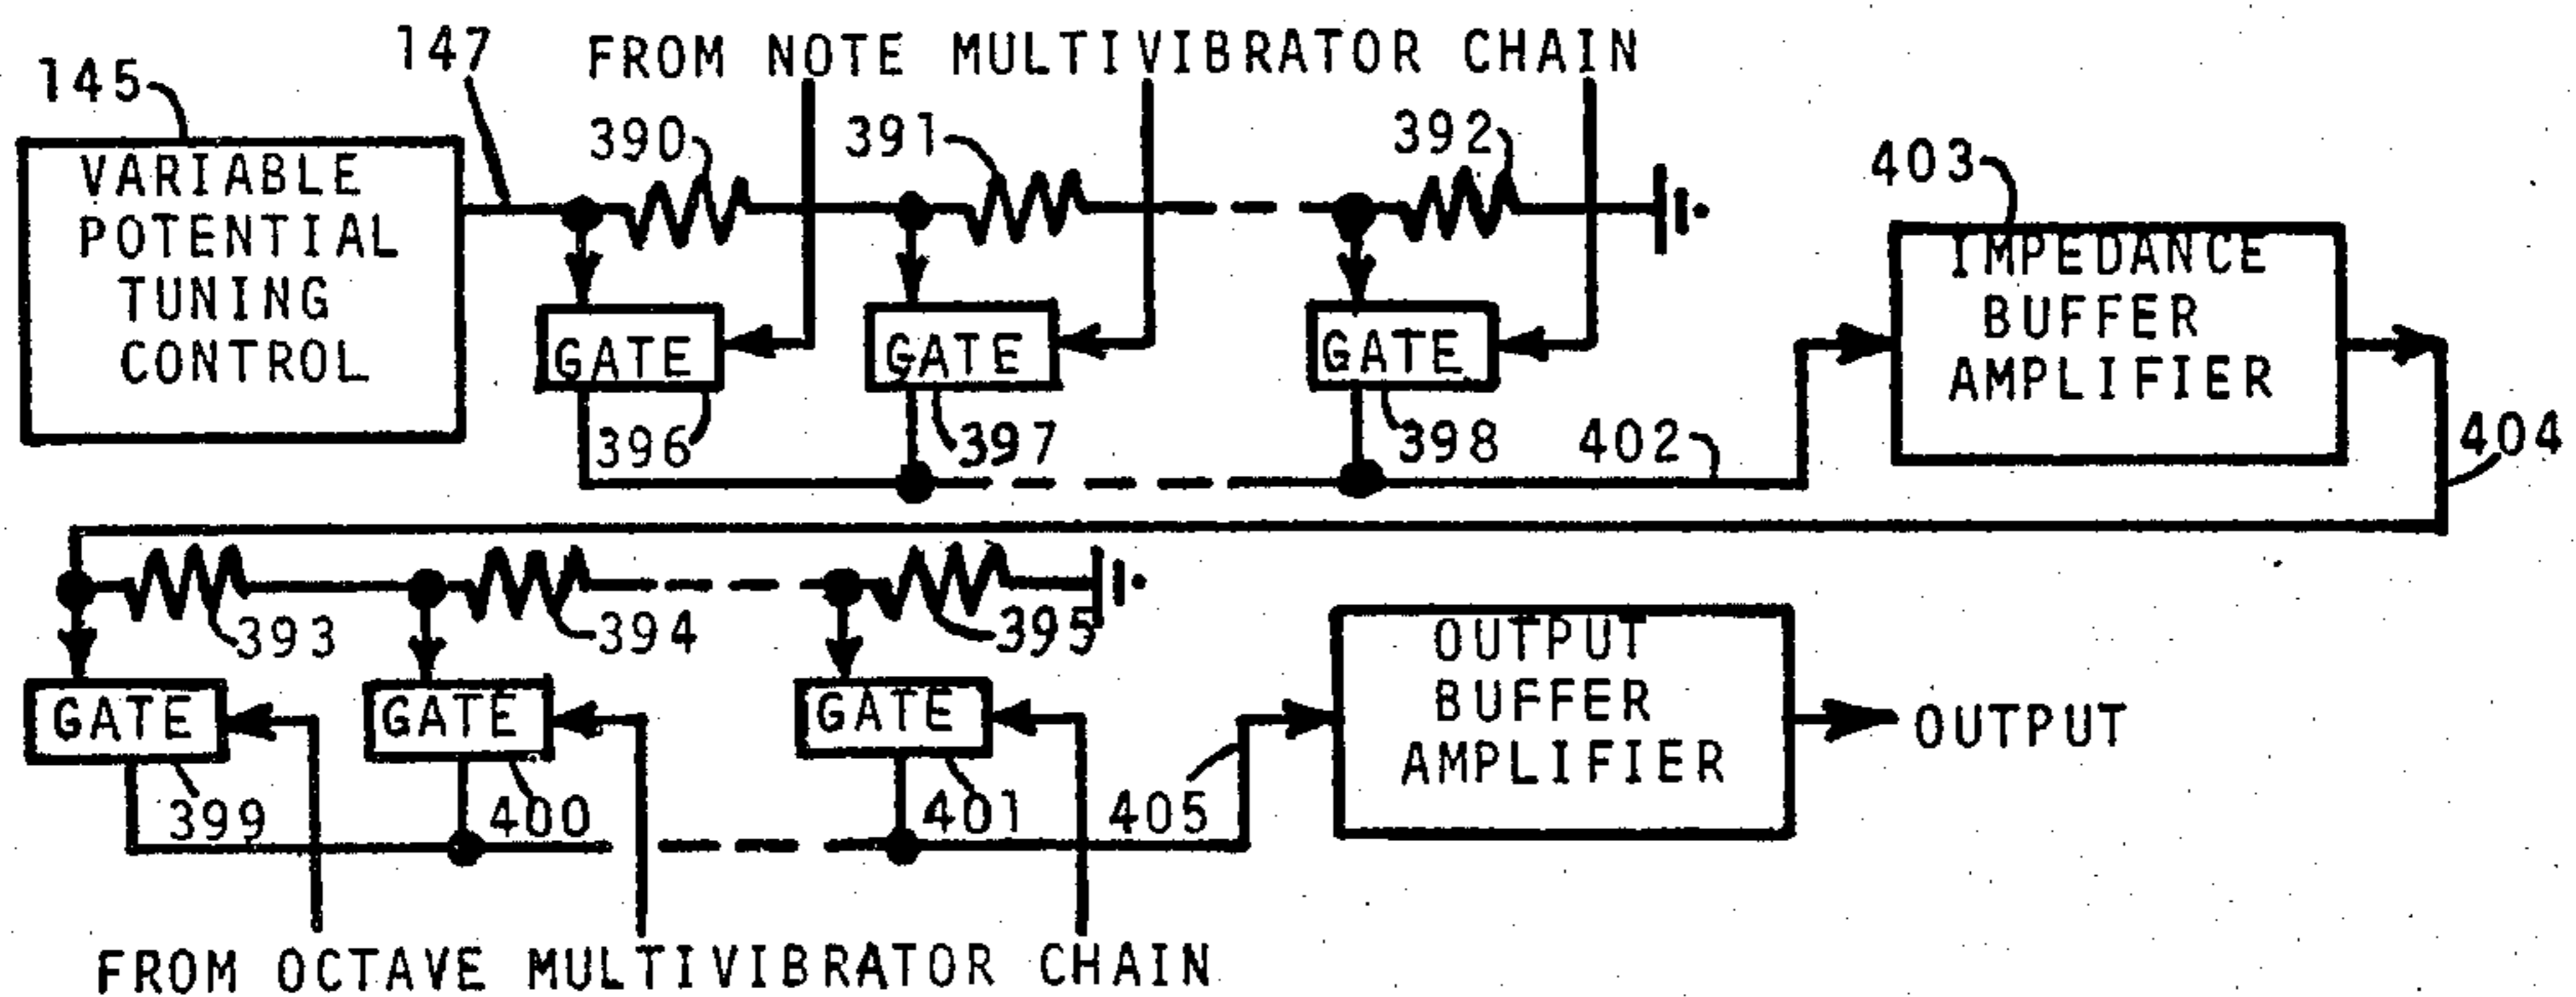 145
147
FROM NOTE MULTIVIBRATOR CHAIN
390
391
392
403
VARIABLE
POTENTIAL
TUNING
CONTROL
IMPEDANCE
BUFFER
AMPLIFIER
GATE
GATE
GATE
396
397
398
402
404
393
394
395
GATE
GATE
GATE
399
400
401
405
OUTPUT
BUFFER
AMPLIFIER
OUTPUT
FROM OCTAVE MULTIVIBRATOR CHAIN